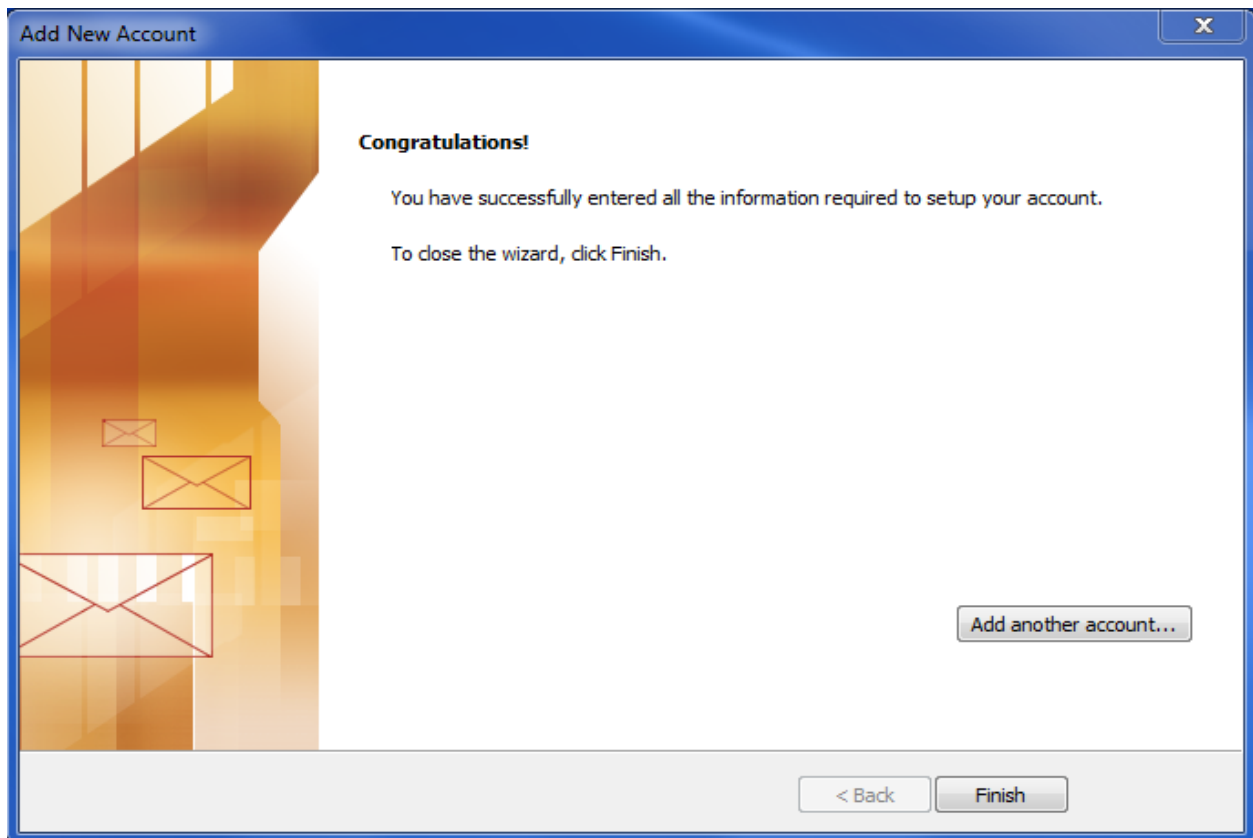 Add New Account
X
Congratulations!
You have successfully entered all the information required to setup your account.
To close the wizard, click Finish.
Add another account...
< Back
Finish